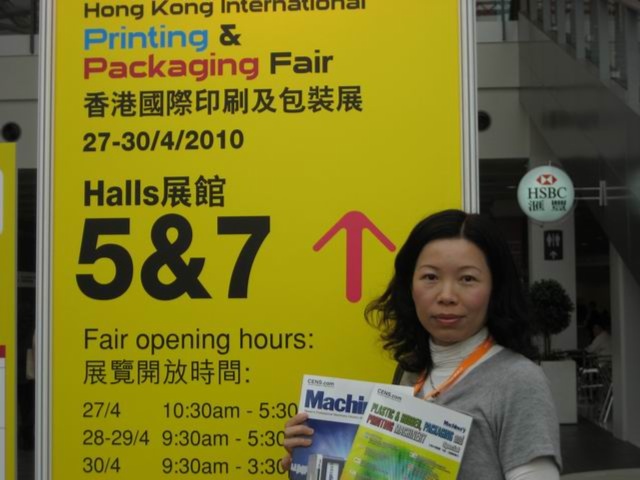 Hong Kong International
Printing &
Packaging Fair
香港國際印刷及包裝展
27-30/4/2010
Halls展館
5&7
Fair opening hours:
展覽開放時間:
27/4 10:30am - 5:30
28-29/4 9:30am - 5:30
30/4 9:30am - 3:30
HSBC
CENS.com
Machi
CENS.com
PLASTIC & RUBBER, PACKAGING and
PRINTING MACHINERY